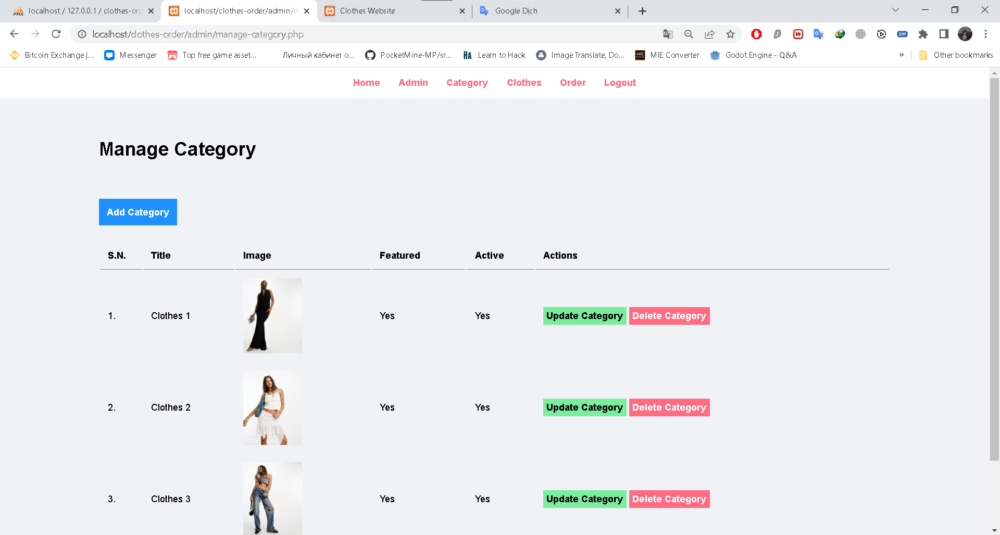 localhost / 127.0.0.1 / clothes-ord
localhost/clothes-order/admin/m
Clothes Website
Google Dịch
localhost/clothes-order/admin/manage-category.php
Bitcoin Exchange |...
Messenger
Top free game asset...
Личный кабинет о...
PocketMine-MP/sr...
Learn to Hack
Image Translate, Do...
MIE Converter
Godot Engine - Q&A
»
Other bookmarks
Home Admin Category Clothes Order Logout
Manage Category
Add Category
S.N. Title Image Featured Active Actions
1. Clothes 1 Yes Yes Update Category Delete Category
2. Clothes 2 Yes Yes Update Category Delete Category
3. Clothes 3 Yes Yes Update Category Delete Category